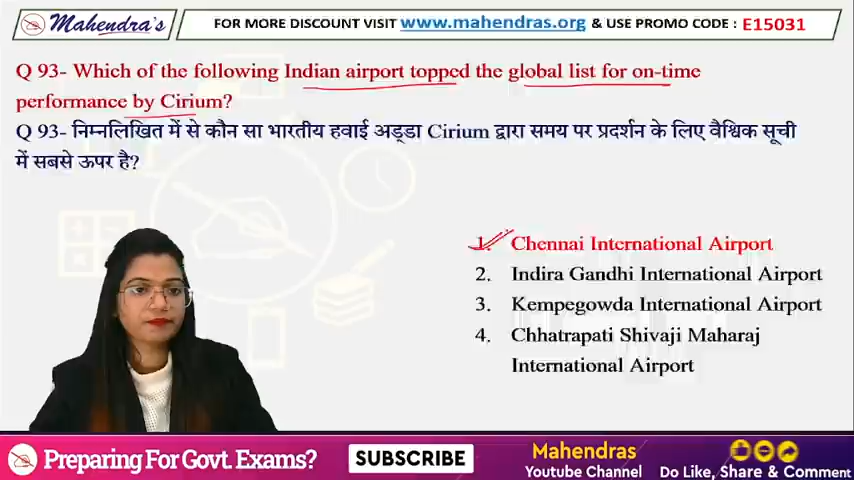 Mahendra's
FOR MORE DISCOUNT VISIT www.mahendras.org & USE PROMO CODE : E15031
Q 93- Which of the following Indian airport topped the global list for on-time
performance by Cirium?
Q 93- निम्नलिखित में से कौन सा भारतीय हवाई अड्डा Cirium द्वारा समय पर प्रदर्शन के लिए वैश्विक सूची
में सबसे ऊपर है?
1. Chennai International Airport
2. Indira Gandhi International Airport
3. Kempegowda International Airport
4. Chhatrapati Shivaji Maharaj
International Airport
Preparing For Govt. Exams?
SUBSCRIBE
Mahendras
Youtube Channel
Do Like, Share & Comment